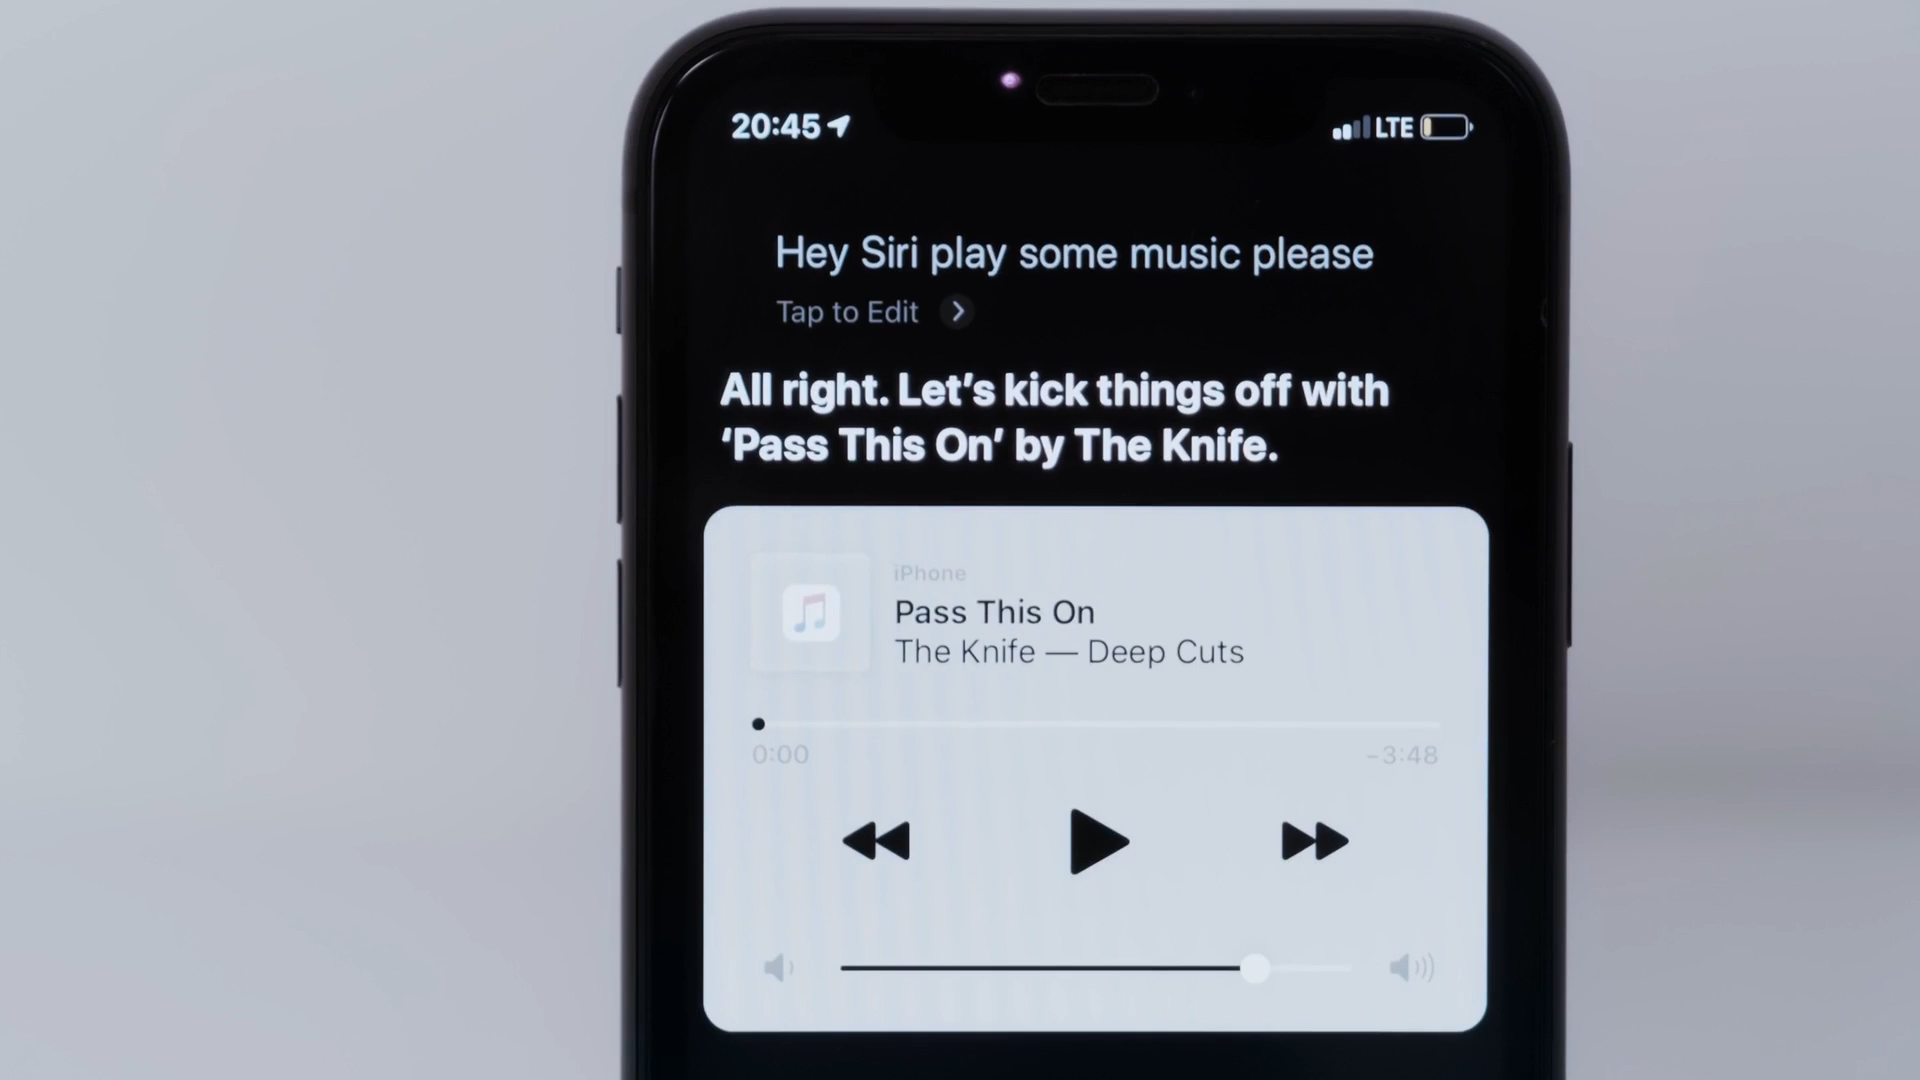 20:45 LTE
Hey Siri play some music please
Tap to Edit
All right. Let’s kick things off with
‘Pass This On’ by The Knife.
iPhone
Pass This On
The Knife — Deep Cuts
0:00 -3:48